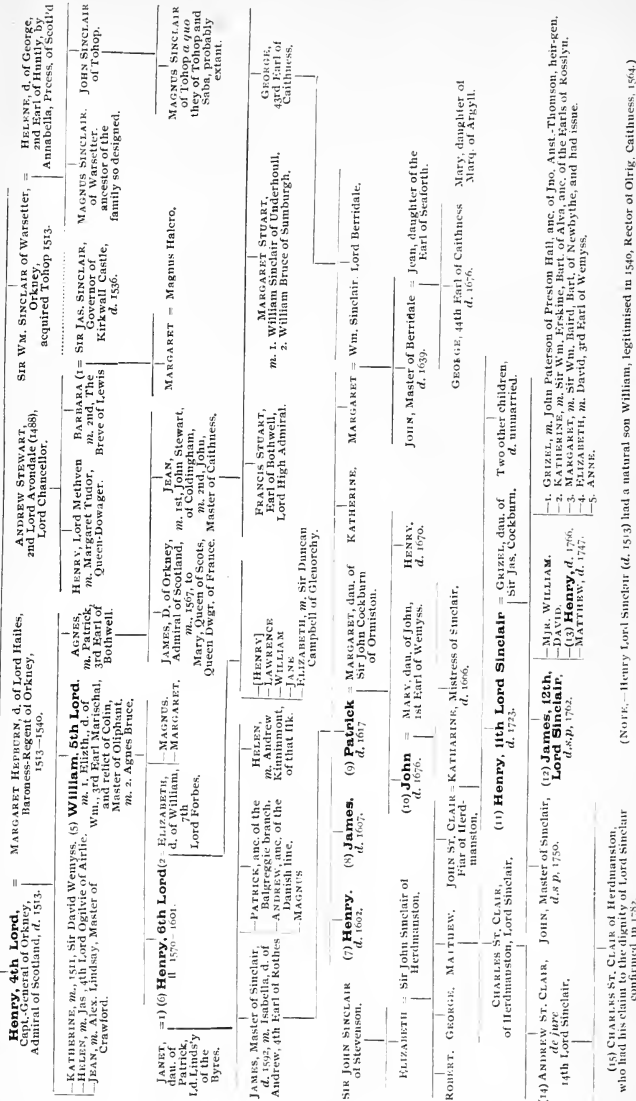 Henry, 4th Lord,
Capt.-General of Orkney,
Admiral of Scotland, d. 1513.
=
MARGARET HEPBURN, d. of Lord Hailes,
Baroness-Regent of Orkney,
1513—1540.
ANDREW STEWART,
2nd Lord Avondale (1488),
Lord Chancellor.
SIR WM. SINCLAIR of Warsetter,
Orkney,
acquired Tohop 1513.
=
HELENE, d. of George,
2nd Earl of Huntly, by
Annabella, Prcess, of Scotl'd
KATHERINE, m., 1511, Sir David Wemyss.
—HELEN, m. Jas., 4th Lord Ogilvie of Airlie.
—JEAN, m. Alex. Lindsay, Master of
Crawford.
(5) William, 5th Lord.
m. 1. Elizth, d. of
Wm., 3rd Earl Marischal,
and relict of Colin,
Master of Oliphant,
m. 2. Agnes Bruce.
AGNES,
m. Patrick,
3rd Earl of
Bothwell.
HENRY, Lord Methven
m. Margaret Tudor,
Queen-Dowager.
BARBARA (1 =
m. 2nd, The
Breve of Lewis
SIR JAS. SINCLAIR,
Governor of
Kirkwall Castle,
d. 1536.
MAGNUS SINCLAIR
of Warsetter.
ancestor of the
family so designed.
JOHN SINCLAIR
of Tohop.
JANET,
dau. of
Patrick,
Ld. Linds'y
of the
Byres.
=1) (6) Henry, 6th Lord (2 =
1570—1601.
ELIZABETH,
d. of William,
7th
Lord Forbes.
—MAGNUS.
—MARGARET.
JAMES, D. of Orkney,
Admiral of Scotland,
m., 1567, to
Mary, Queen of Scots,
Queen Dwgr. of France.
JEAN,
m. 1st, John Stewart,
of Coldingham,
m. 2nd, John,
Master of Caithness,
MARGARET = Magnus Halcro,
MAGNUS SINCLAIR
of Tohop a quo
they of Tohop and
Saba, probably
extant.
JAMES, Master of Sinclair
d. 1592, m. Isabella, d. of
Andrew, 4th Earl of Rothes
—PATRICK, anc. of the
Balgreggie branch.
—ANDREW, anc. of the
Danish line.
—MAGNUS
HELEN,
m. Andrew
Kinninmont,
of that Ilk.
—[HENRY]
—LAWRENCE
WILLIAM
—JANE
ELIZABETH, m. Sir Duncan
Campbell of Glenorchy.
FRANCIS STUART,
Earl of Bothwell,
Lord High Admiral.
MARGARET STUART,
m. 1. William Sinclair of Underhoull,
2. William Bruce of Sumburgh,
GEORGE,
43rd Earl of
Caithness.
SIR JOHN SINCLAIR
of Stevenson.
(7) Henry.
d. 1602,
(8) James.
d. 1607.
(9) Patrick
d. 1617
=
MARGARET, dau. of
Sir John Cockburn
of Ormiston.
KATHERINE,
MARGARET = Wm, Sinclair. Lord Berridale,
ELIZABETH = Sir John Sinclair of
Herdmanston.
(10) John
d. 1676.
=
MARY, dau. of John,
1st Earl of Wemyss.
HENRY,
d. 1670.
JOHN, Master of Berridale = Jean, daughter of the
d. 1639. Earl of Seaforth.
ROBERT, GEORGE, MATTHEW,
JOHN ST. CLAIR =
Fiar of Herd-
manston,
KATHARINE, Mistress of Sinclair,
d. 1666,
GEORGE, 44th Earl of Caithness
d. 1676,
Mary, daughter of
Marq. of Argyll.
CHARLES ST. CLAIR,
of Herdmanston, Lord Sinclair,
(11) Henry, 11th Lord Sinclair =
d. 1723.
GRIZEL, dau. of
Sir Jas. Cockburn,
Two other children,
d. unmarried.
(14) ANDREW ST. CLAIR,
de jure
14th Lord Sinclair,
JOHN, Master of Sinclair,
d.s p. 1750.
(12) James, 12th.
Lord Sinclair,
d.s.p. 1762.
—MJR. WILLIAM.
—DAVID.
—(13) Henry, d. 1766.
—MATTHEW, d. 1747.
—1. GRIZEL, m. John Paterson of Preston Hall, anc. of Jno. Anst.-Thomson, heir-gen.
—2. KATHERINE, m. Sir Wm, Erskine, Bart. of Alva, anc. of the Earls of Rosslyn.
—3. MARGARET, m. Sir Wm, Baird, Bart. of Newbythe, and had issue.
—4. ELIZABETH, m. David, 3rd Earl of Wemyss.
5. ANNE.
(15) CHARLES ST. CLAIR of Herdmanston,
who had his claim to the dignity of Lord Sinclair
confirmed in 1782
(NOTE.—Henry Lord Sinclair (d. 1513) had a natural son William, legitimised in 1540, Rector of Olrig, Caithness, 1564.)